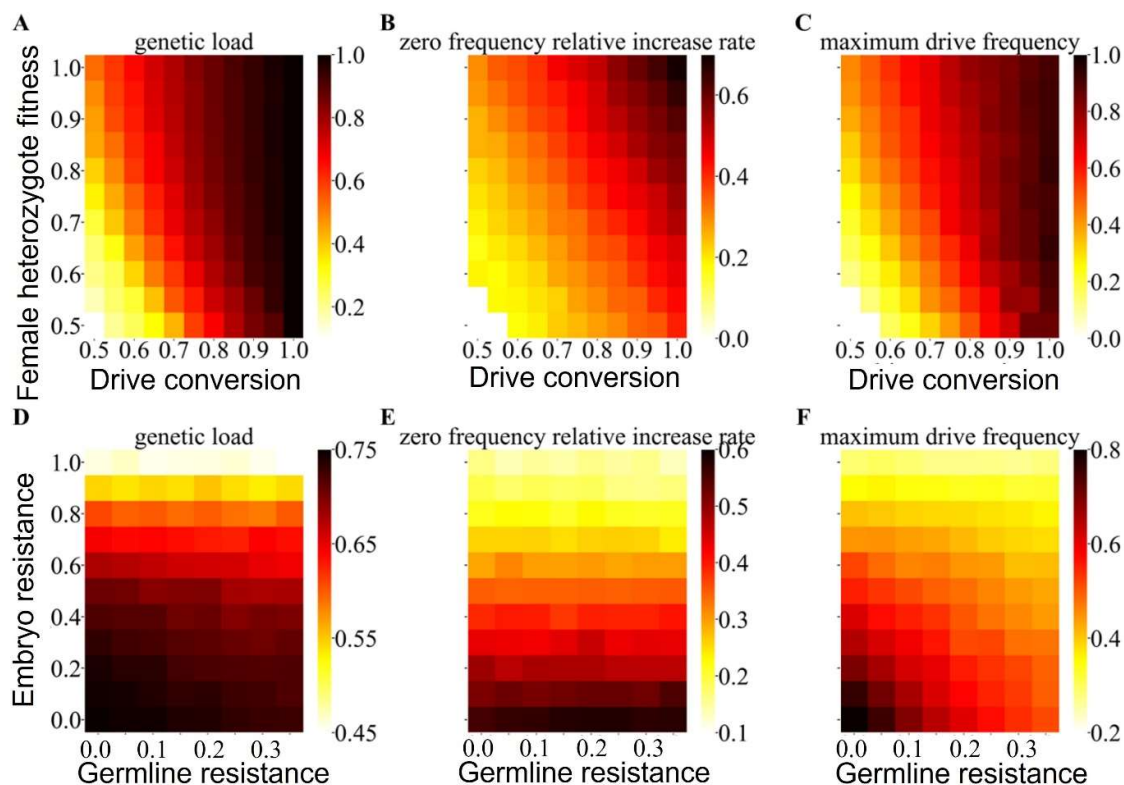 A
genetic load
B
zero frequency relative increase rate
C
maximum drive frequency
Female heterozygote fitness
1.0
0.9
0.8
0.7
0.6
0.5
0.5 0.6 0.7 0.8 0.9 1.0
Drive conversion
1.0
0.8
0.6
0.4
0.2
0.5 0.6 0.7 0.8 0.9 1.0
Drive conversion
0.6
0.4
0.2
0.0
0.5 0.6 0.7 0.8 0.9 1.0
Drive conversion
1.0
0.8
0.6
0.4
0.2
0.0
D
genetic load
E
zero frequency relative increase rate
F
maximum drive frequency
Embryo resistance
1.0
0.8
0.6
0.4
0.2
0.0
0.0 0.1 0.2 0.3
Germline resistance
0.75
0.65
0.55
0.45
0.0 0.1 0.2 0.3
Germline resistance
0.6
0.5
0.4
0.3
0.2
0.1
0.0 0.1 0.2 0.3
Germline resistance
0.8
0.6
0.4
0.2